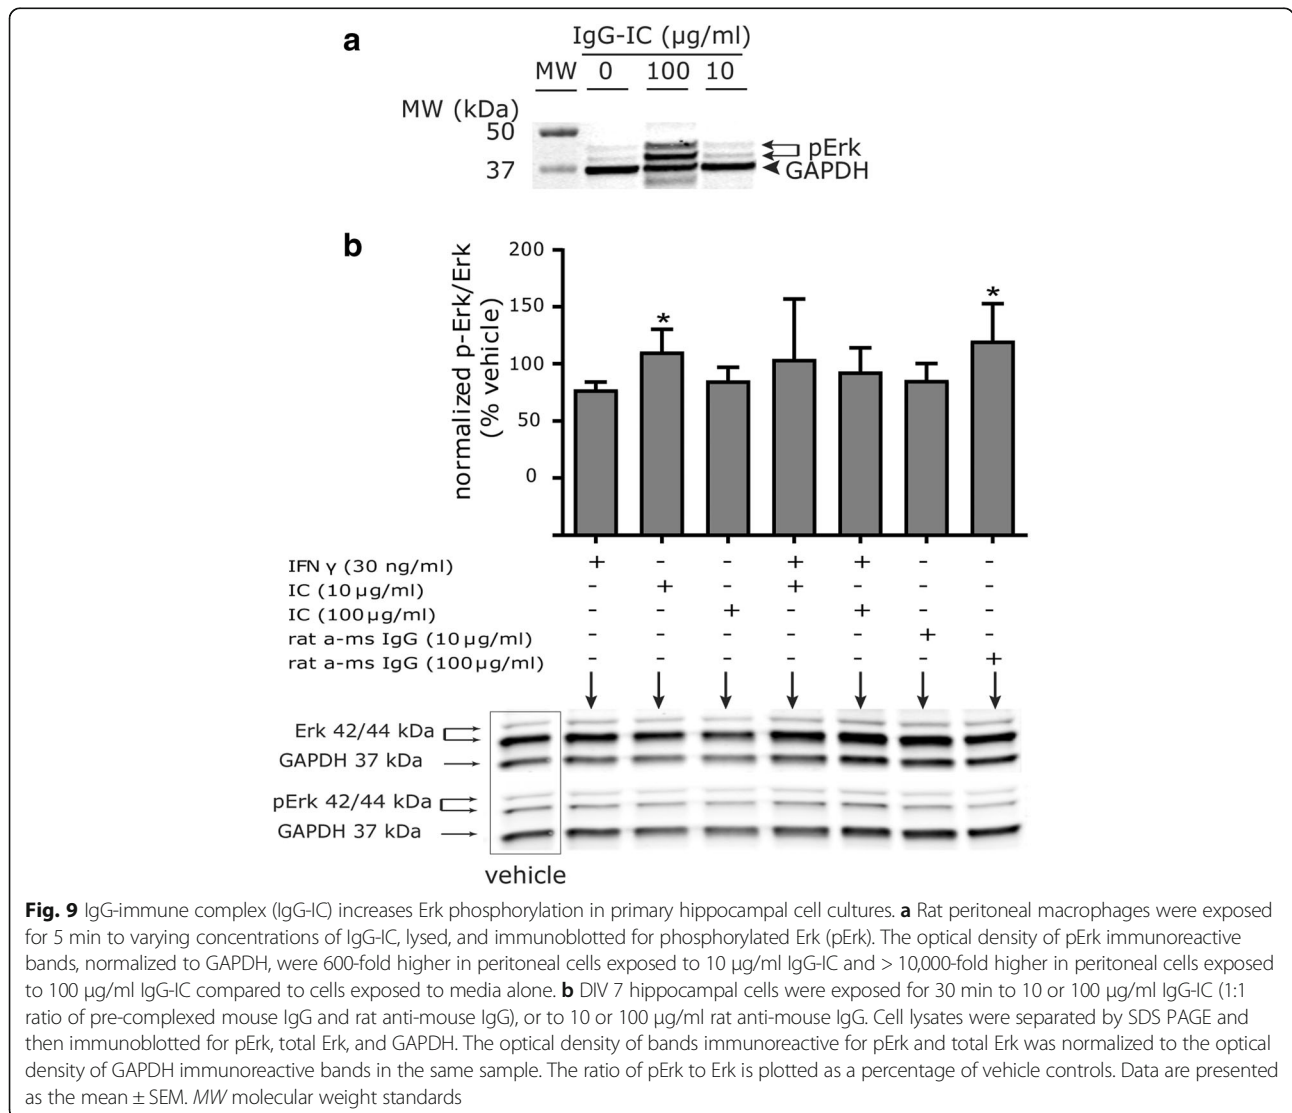 a
IgG-IC (µg/ml)
MW 0 100 10
MW (kDa)
50
37
pErk
GAPDH
b
normalized p-Erk/Erk
(% vehicle)
200
150
100
50
0
* *
IFN γ (30 ng/ml) + - - + + - -
IC (10µg/ml) - + - + - - -
IC (100µg/ml) - - + - + - -
rat a-ms IgG (10µg/ml) - - - - - + -
rat a-ms IgG (100µg/ml) - - - - - - +
Erk 42/44 kDa
GAPDH 37 kDa
pErk 42/44 kDa
GAPDH 37 kDa
vehicle
Fig. 9 IgG-immune complex (IgG-IC) increases Erk phosphorylation in primary hippocampal cell cultures. a Rat peritoneal macrophages were exposed
for 5 min to varying concentrations of IgG-IC, lysed, and immunoblotted for phosphorylated Erk (pErk). The optical density of pErk immunoreactive
bands, normalized to GAPDH, were 600-fold higher in peritoneal cells exposed to 10 µg/ml IgG-IC and > 10,000-fold higher in peritoneal cells exposed
to 100 µg/ml IgG-IC compared to cells exposed to media alone. b DIV 7 hippocampal cells were exposed for 30 min to 10 or 100 µg/ml IgG-IC (1:1
ratio of pre-complexed mouse IgG and rat anti-mouse IgG), or to 10 or 100 µg/ml rat anti-mouse IgG. Cell lysates were separated by SDS PAGE and
then immunoblotted for pErk, total Erk, and GAPDH. The optical density of bands immunoreactive for pErk and total Erk was normalized to the optical
density of GAPDH immunoreactive bands in the same sample. The ratio of pErk to Erk is plotted as a percentage of vehicle controls. Data are presented
as the mean ± SEM. MW molecular weight standards